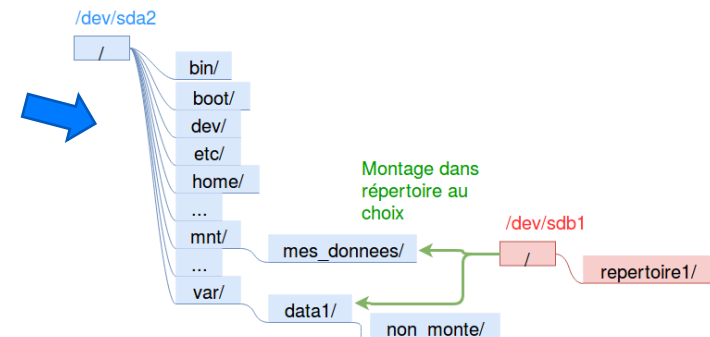 /dev/sda2
/
bin/
boot/
dev/
etc/
home/
...
mnt/
...
var/
mes_donnees/
data1/
non_monte/
Montage dans
répertoire au
choix
/dev/sdb1
/
repertoire1/